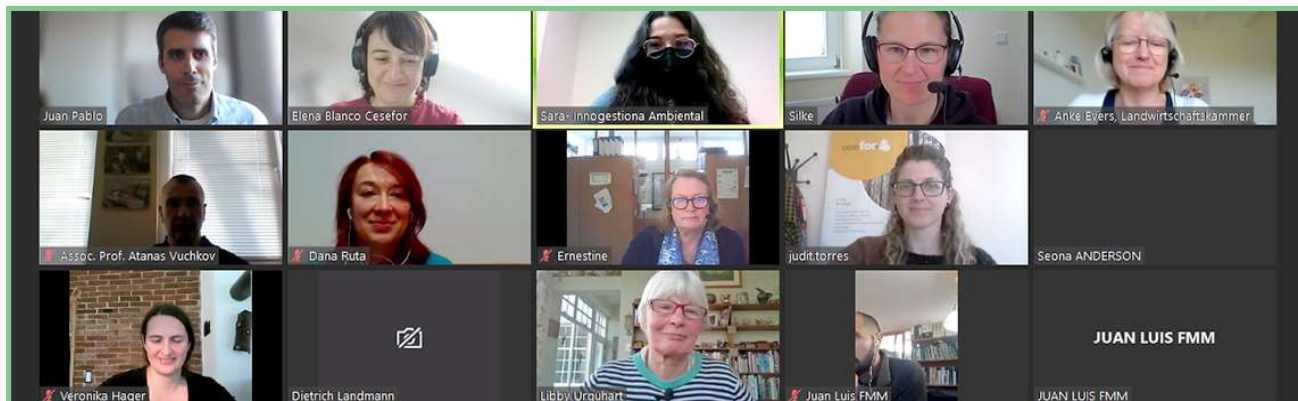 Juan Pablo
Elena Blanco Cesefor
Sara- Innogestiona Ambiental
Silke
Anke Evers, Landwirtschaftskammer
Assoc. Prof. Atanas Vuchkov
Dana Ruta
Ernestine
judit.torres
for
Seona ANDERSON
Veronika Hager
Dietrich Landmann
Libby Urquhart
Juan Luis FMM
JUAN LUIS FMM
JUAN LUIS FMM